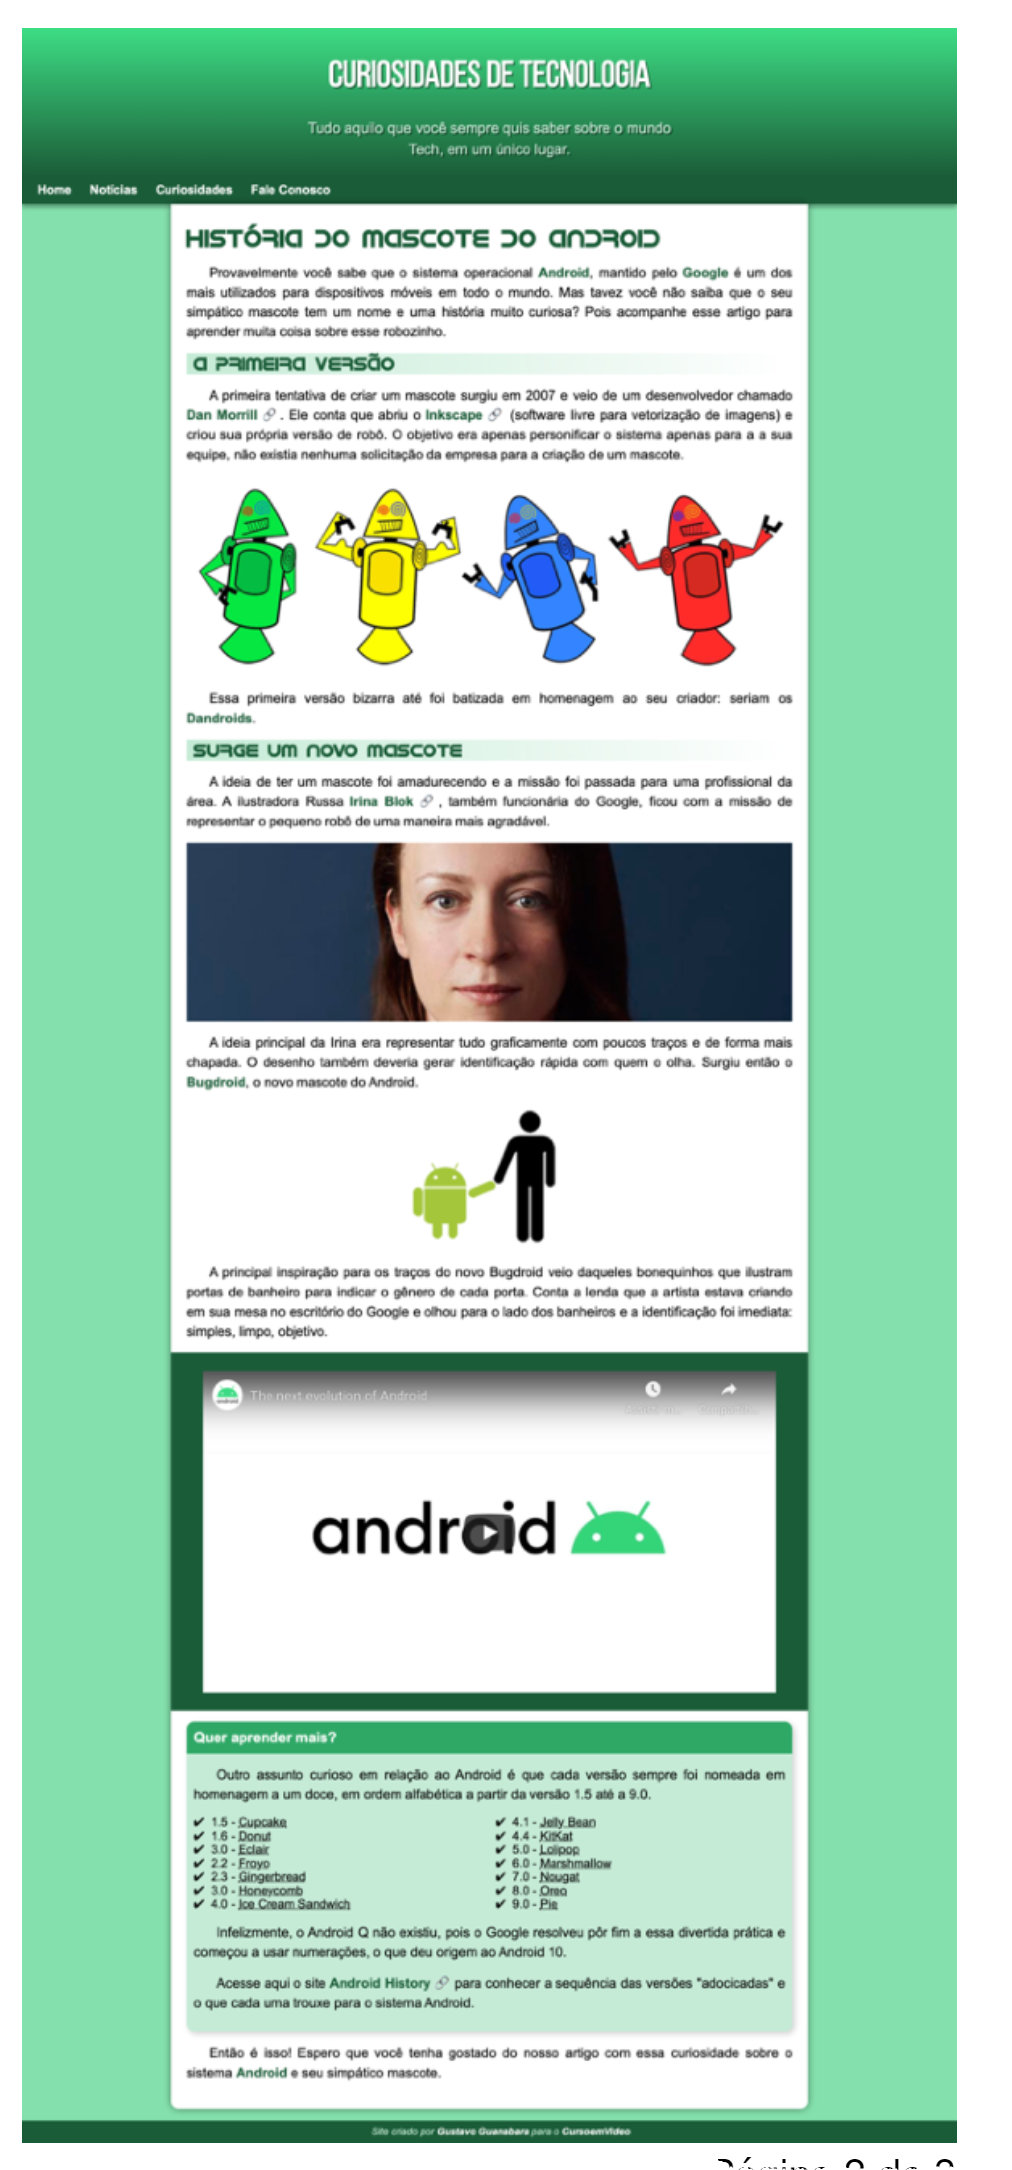 CURIOSIDADES DE TECNOLOGIA
Tudo aquilo que você sempre quis saber sobre o mundo
Tech, em um único lugar.
Home Notícias Curiosidades Fale Conosco
HISTÓRIA DO MASCOTE DO ANDROID
Provavelmente você sabe que o sistema operacional Android, mantido pelo Google é um dos
mais utilizados para dispositivos móveis em todo o mundo. Mas tavez você não saiba que o seu
simpático mascote tem um nome e uma história muito curiosa? Pois acompanhe esse artigo para
aprender muita coisa sobre esse robozinho.
A PRIMEIRA VERSÃO
A primeira tentativa de criar um mascote surgiu em 2007 e veio de um desenvolvedor chamado
Dan Morrill 🔗 . Ele conta que abriu o Inkscape 🔗 (software livre para vetorização de imagens) e
criou sua própria versão de robô. O objetivo era apenas personificar o sistema apenas para a a sua
equipe, não existia nenhuma solicitação da empresa para a criação de um mascote.
Essa primeira versão bizarra até foi batizada em homenagem ao seu criador: seriam os
Dandroids.
SURGE UM NOVO MASCOTE
A ideia de ter um mascote foi amadurecendo e a missão foi passada para uma profissional da
área. A ilustradora Russa Irina Blok 🔗 , também funcionária do Google, ficou com a missão de
representar o pequeno robô de uma maneira mais agradável.
A ideia principal da Irina era representar tudo graficamente com poucos traços e de forma mais
chapada. O desenho também deveria gerar identificação rápida com quem o olha. Surgiu então o
Bugdroid, o novo mascote do Android.
A principal inspiração para os traços do novo Bugdroid veio daqueles bonequinhos que ilustram
portas de banheiro para indicar o gênero de cada porta. Conta a lenda que a artista estava criando
em sua mesa no escritório do Google e olhou para o lado dos banheiros e a identificação foi imediata:
simples, limpo, objetivo.
The next evolution of Android
android
Quer aprender mais?
Outro assunto curioso em relação ao Android é que cada versão sempre foi nomeada em
homenagem a um doce, em ordem alfabética a partir da versão 1.5 até a 9.0.
✔ 1.5 - Cupcake
✔ 1.6 - Donut
✔ 3.0 - Eclair
✔ 2.2 - Froyo
✔ 2.3 - Gingerbread
✔ 3.0 - Honeycomb
✔ 4.0 - Ice Cream Sandwich
✔ 4.1 - Jelly Bean
✔ 4.4 - KitKat
✔ 5.0 - Lolipop
✔ 6.0 - Marshmallow
✔ 7.0 - Nougat
✔ 8.0 - Oreo
✔ 9.0 - Pie
Infelizmente, o Android Q não existiu, pois o Google resolveu pôr fim a essa divertida prática e
começou a usar numerações, o que deu origem ao Android 10.
Acesse aqui o site Android History 🔗 para conhecer a sequência das versões "adocicadas" e
o que cada uma trouxe para o sistema Android.
Então é isso! Espero que você tenha gostado do nosso artigo com essa curiosidade sobre o
sistema Android e seu simpático mascote.
Site criado por Gustavo Guanabara para o CursoemVídeo